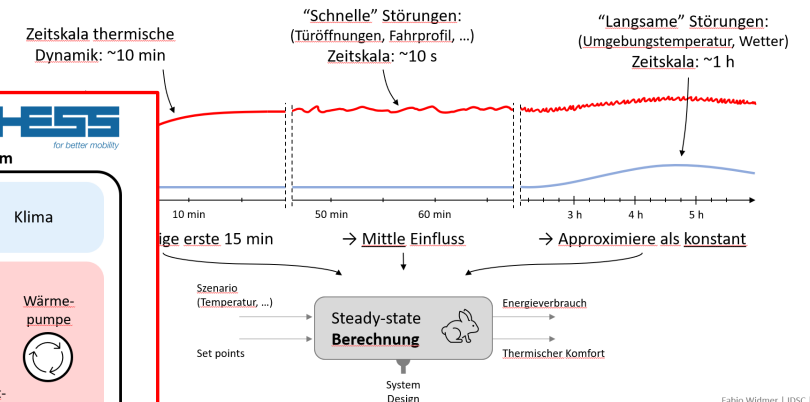 Zeitskala thermische
Dynamik: ~10 min
“Schnelle” Störungen:
(Türöffnungen, Fahrprofil, ...)
Zeitskala: ~10 s
“Langsame” Störungen:
(Umgebungstemperatur, Wetter)
Zeitskala: ~1 h
HESS
for better mobility
m
Klima
Wärme-
pumpe
10 min
50 min
60 min
3 h
4 h
5 h
ige erste 15 min
→ Mittle Einfluss
→ Approximiere als konstant
Szenario
(Temperatur, ...)
Set points
Steady-state
Berechnung
Energieverbrauch
Thermischer Komfort
System
Design
Fabio Widmer | IDSC